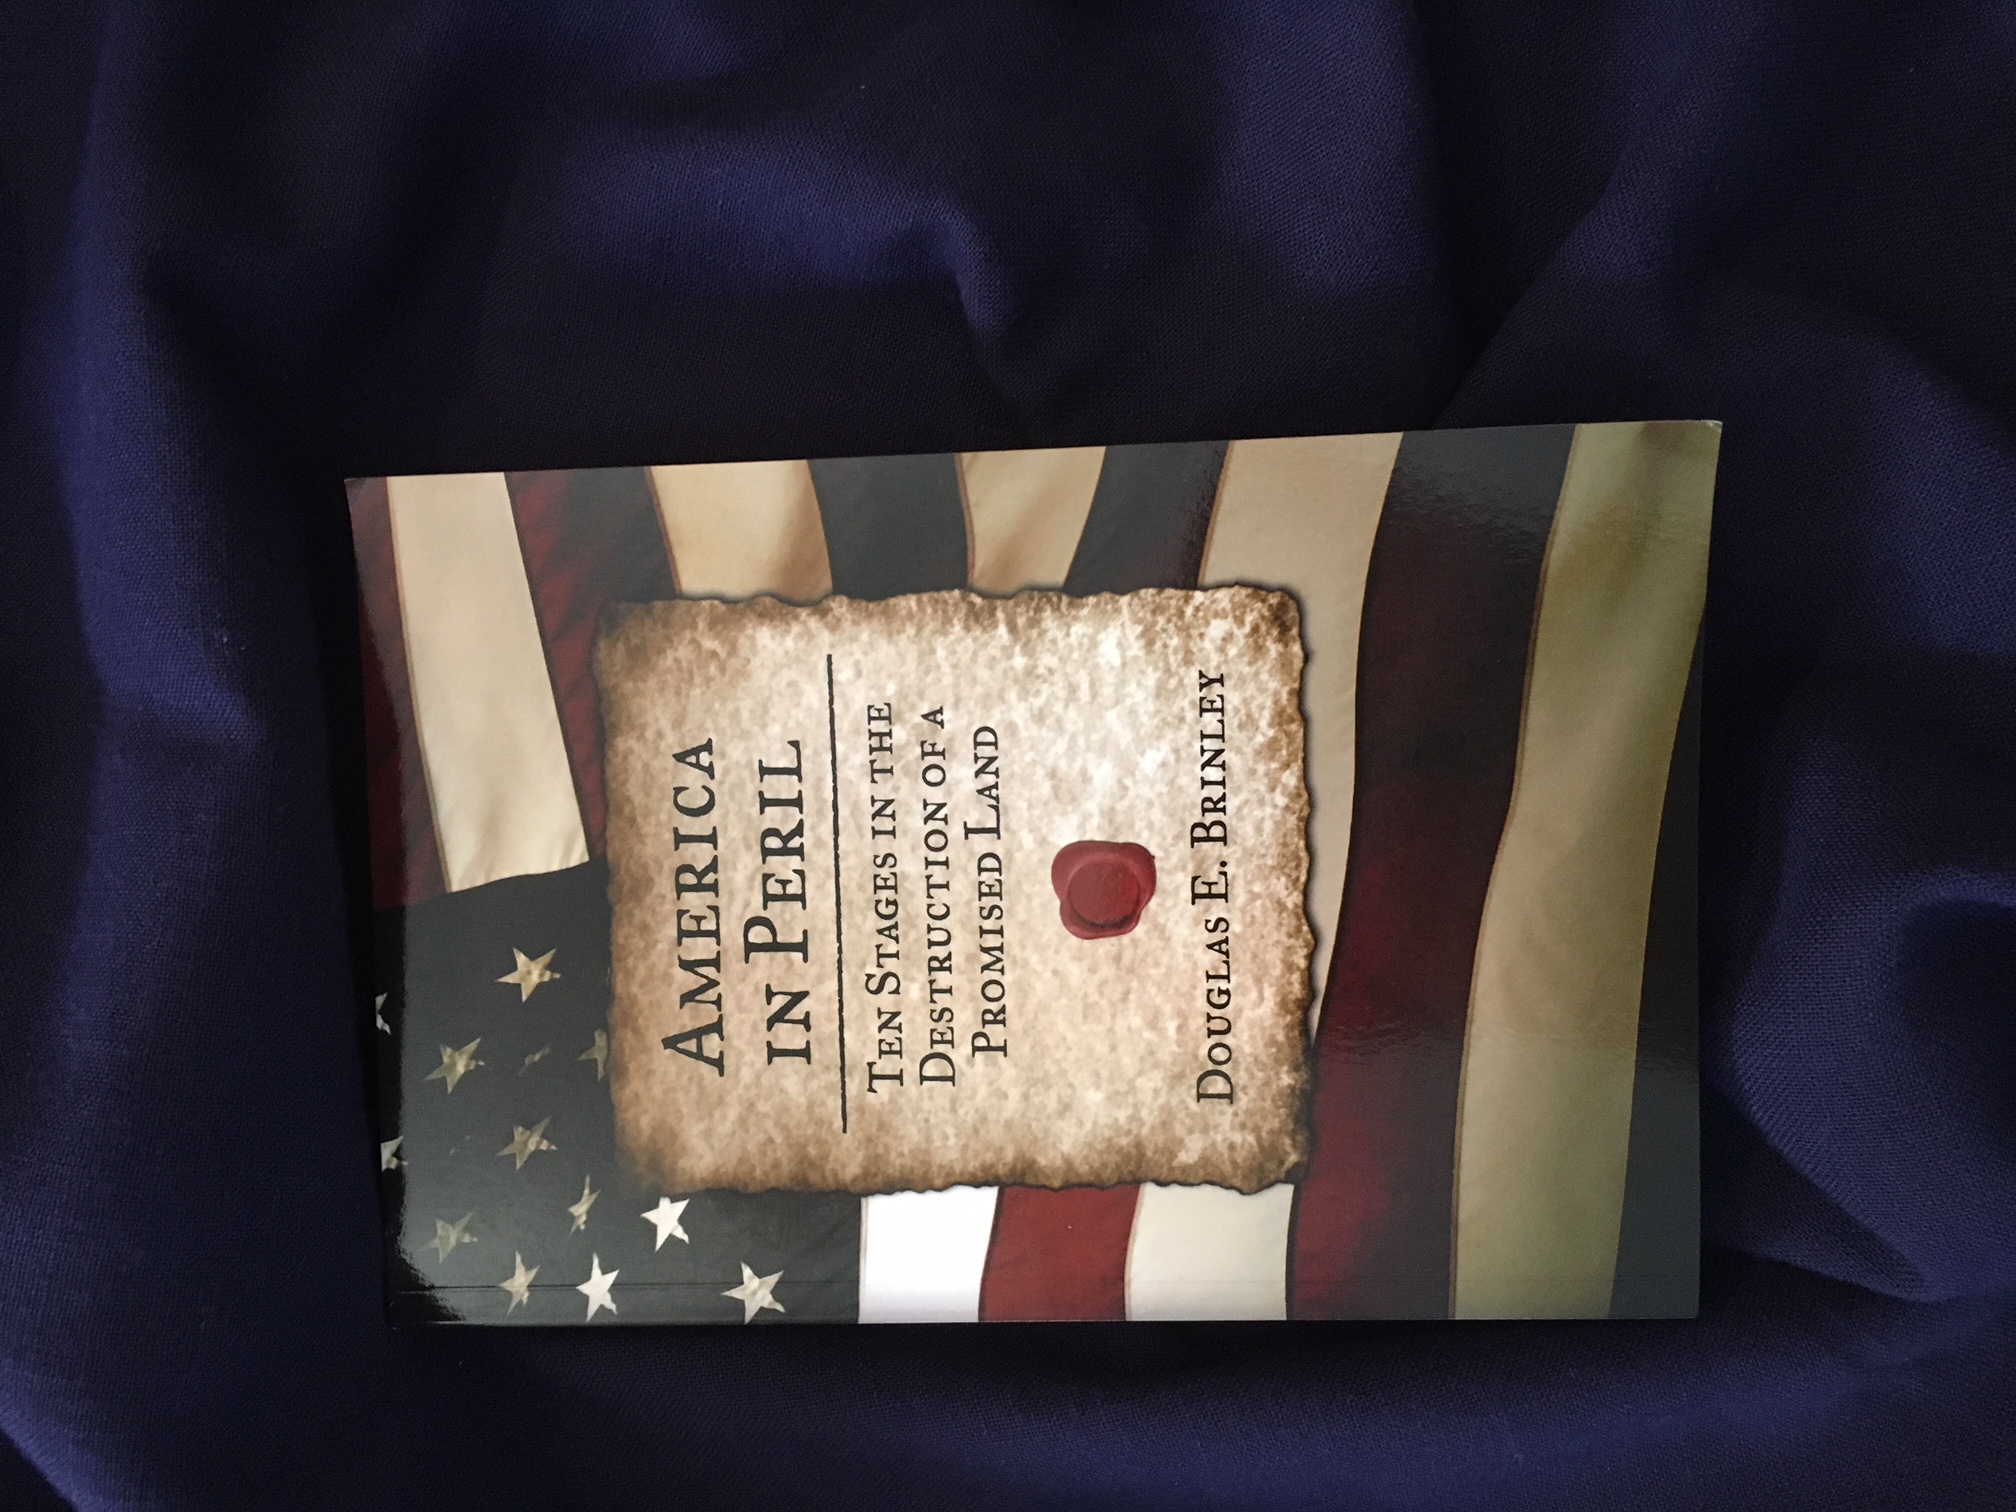 America
in Peril
Ten Stages in the
Destruction of a
Promised Land
Douglas E. Brinley